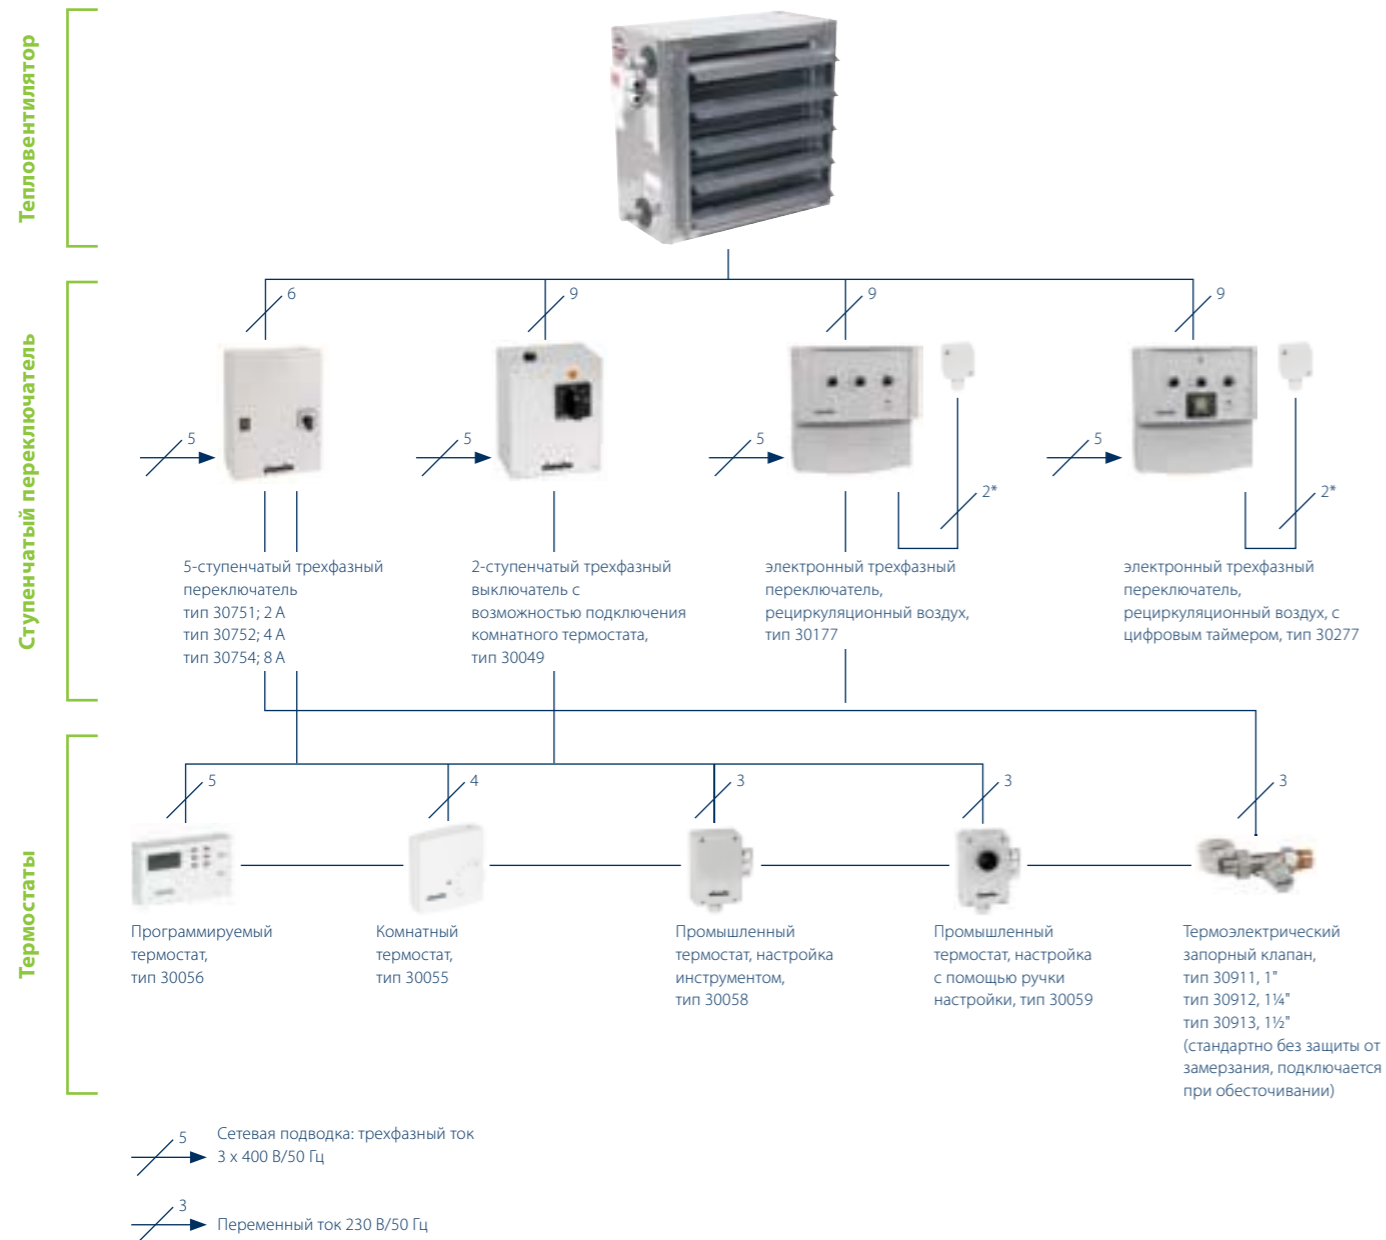 Тепловентилятор
6
9
9
9
Ступенчатый переключатель
5
5
5
5
2*
2*
5-ступенчатый трехфазный
переключатель
тип 30751; 2 А
тип 30752; 4 А
тип 30754; 8 А
2-ступенчатый трехфазный
выключатель с
возможностью подключения
комнатного термостата,
тип 30049
электронный трехфазный
переключатель,
рециркуляционный воздух,
тип 30177
электронный трехфазный
переключатель,
рециркуляционный воздух, с
цифровым таймером, тип 30277
Термостаты
5
4
3
3
3
Программируемый
термостат,
тип 30056
Комнатный
термостат,
тип 30055
Промышленный
термостат, настройка
инструментом,
тип 30058
Промышленный
термостат, настройка
с помощью ручки
настройки, тип 30059
Термоэлектрический
запорный клапан,
тип 30911, 1"
тип 30912, 1¼"
тип 30913, 1½"
(стандартно без защиты от
замерзания, подключается
при обесточивании)
5
Сетевая подводка: трехфазный ток
3 x 400 В/50 Гц
3
Переменный ток 230 В/50 Гц